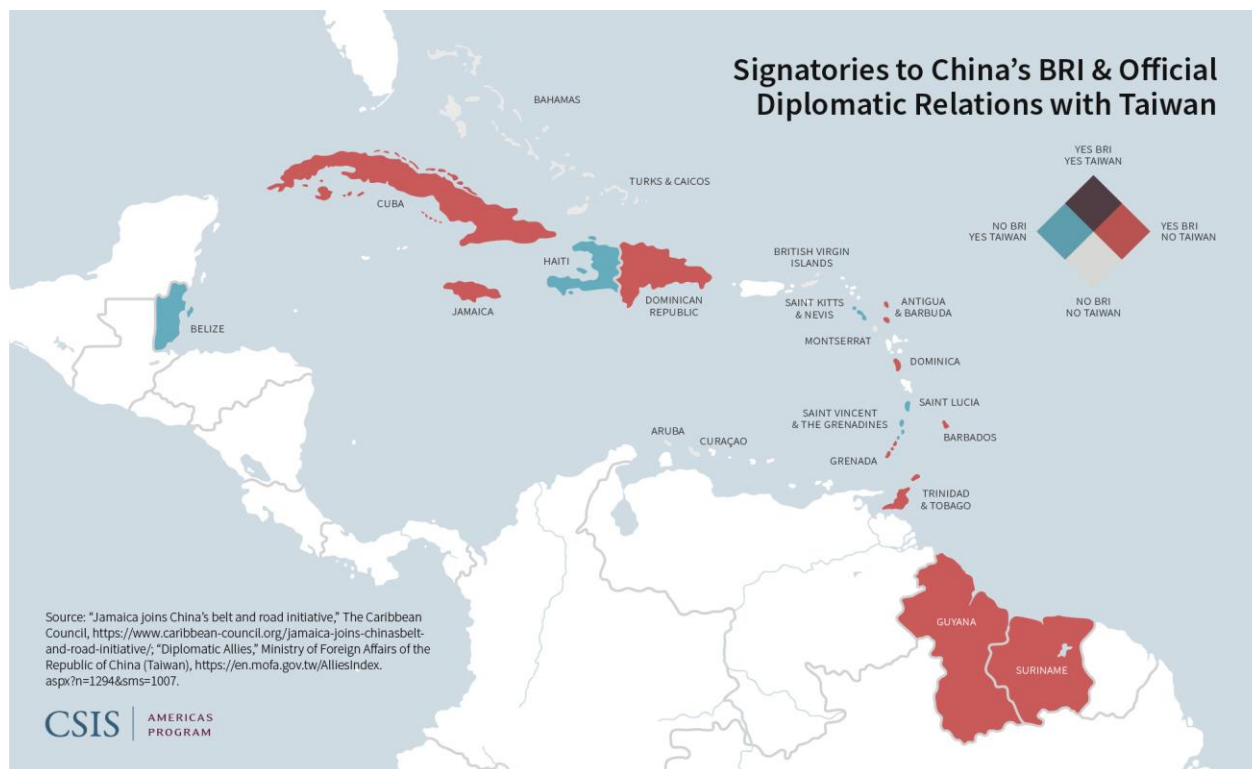 Signatories to China's BRI & Official
Diplomatic Relations with Taiwan
YES BRI
YES TAIWAN
NO BRI
YES TAIWAN
YES BRI
NO TAIWAN
NO BRI
NO TAIWAN
BAHAMAS
TURKS & CAICOS
CUBA
HAITI
JAMAICA
DOMINICAN
REPUBLIC
BRITISH VIRGIN
ISLANDS
SAINT KITTS
& NEVIS
ANTIGUA
& BARBUDA
MONTSERRAT
BELIZE
DOMINICA
SAINT LUCIA
SAINT VINCENT
& THE GRENADINES
BARBADOS
ARUBA
CURAÇAO
GRENADA
TRINIDAD
& TOBAGO
GUYANA
SURINAME
Source: "Jamaica joins China's belt and road initiative," The Caribbean
Council, https://www.caribbean-council.org/jamaica-joins-chinasbelt-
and-road-initiative/; "Diplomatic Allies," Ministry of Foreign Affairs of the
Republic of China (Taiwan), https://en.mofa.gov.tw/AlliesIndex.
aspx?n=1294&sms=1007.
CSIS
AMERICAS
PROGRAM